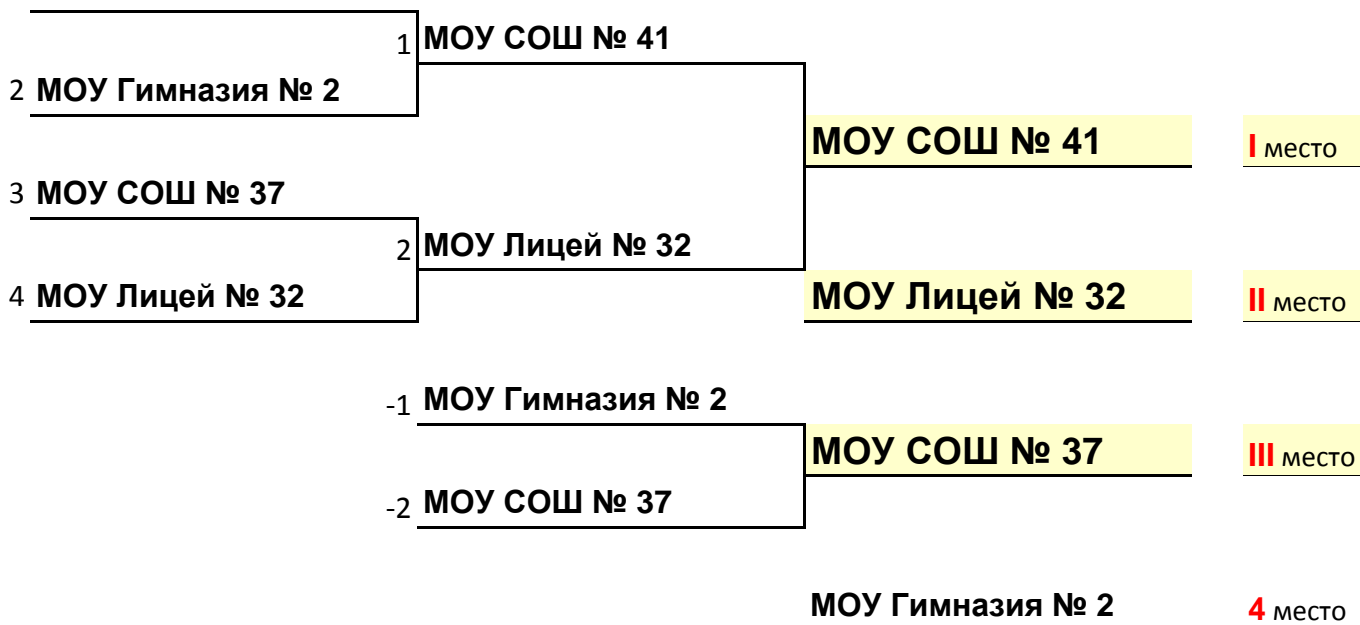 1 МОУ СОШ № 41
2 МОУ Гимназия № 2
МОУ СОШ № 41 I место
3 МОУ СОШ № 37
2 МОУ Лицей № 32
4 МОУ Лицей № 32
МОУ Лицей № 32 II место
-1 МОУ Гимназия № 2
МОУ СОШ № 37 III место
-2 МОУ СОШ № 37
МОУ Гимназия № 2 4 место